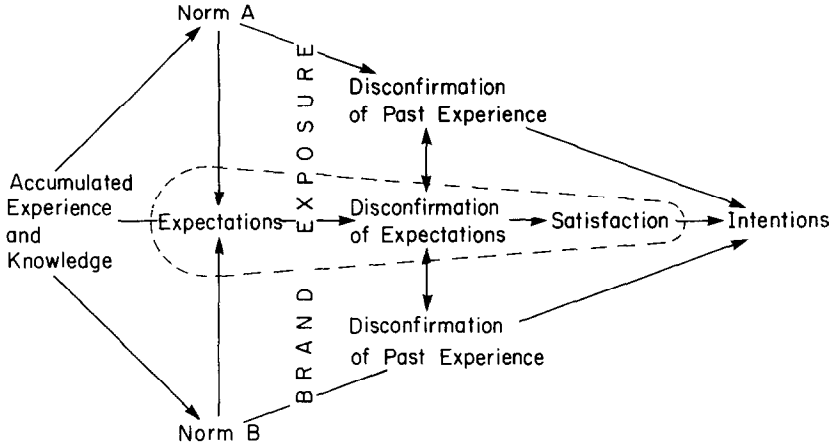 Norm A
Disconfirmation
of Past Experience
Accumulated
Experience
and
Knowledge
Expectations
Disconfirmation
of Expectations
Satisfaction
Intentions
Disconfirmation
of Past Experience
Norm B
BRAND EXPOSURE